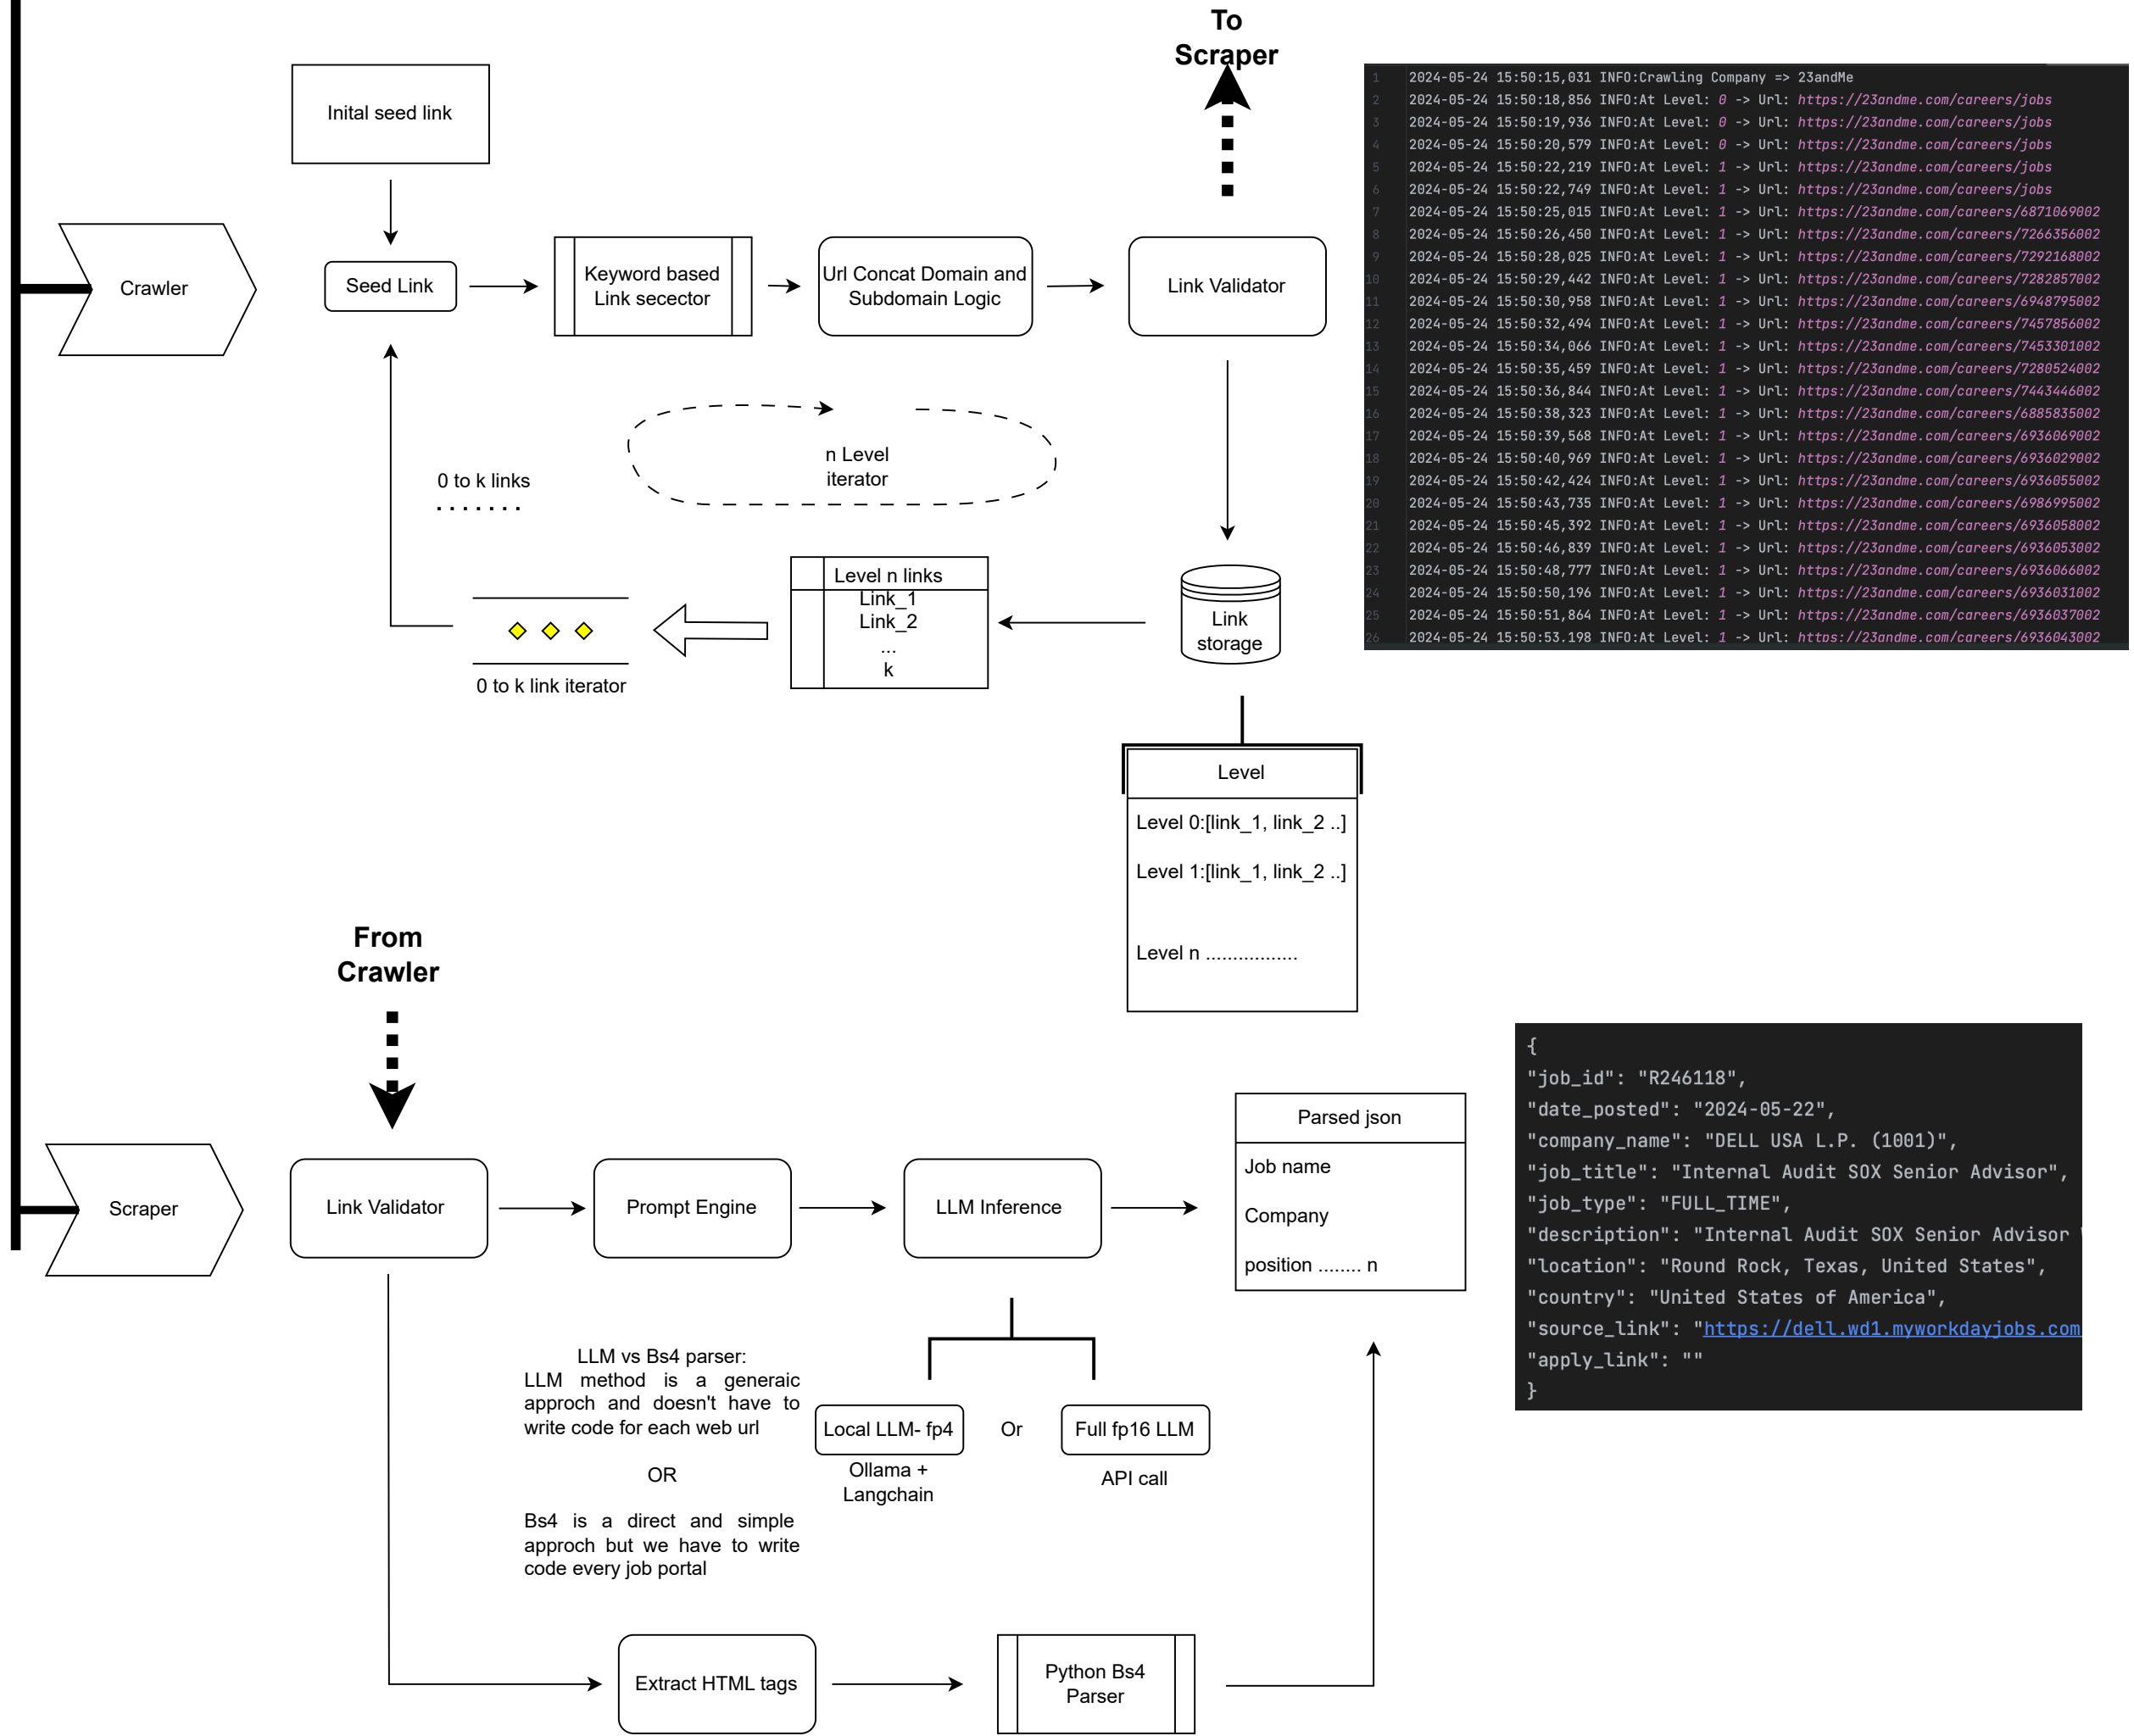 To
Scraper
Inital seed link
Crawler
Seed Link
Keyword based
Link secector
Url Concat Domain and
Subdomain Logic
Link Validator
n Level
iterator
0 to k links
.......
Level n links
Link_1
Link_2
...
k
0 to k link iterator
Link
storage
Level
Level 0:[link_1, link_2 ..]
Level 1:[link_1, link_2 ..]
Level n .................
1 2024-05-24 15:50:15,031 INFO:Crawling Company => 23andMe
2 2024-05-24 15:50:18,856 INFO:At Level: 0 -> Url: https://23andme.com/careers/jobs
3 2024-05-24 15:50:19,936 INFO:At Level: 0 -> Url: https://23andme.com/careers/jobs
4 2024-05-24 15:50:20,579 INFO:At Level: 0 -> Url: https://23andme.com/careers/jobs
5 2024-05-24 15:50:22,219 INFO:At Level: 1 -> Url: https://23andme.com/careers/jobs
6 2024-05-24 15:50:22,749 INFO:At Level: 1 -> Url: https://23andme.com/careers/jobs
7 2024-05-24 15:50:25,015 INFO:At Level: 1 -> Url: https://23andme.com/careers/6871069002
8 2024-05-24 15:50:26,450 INFO:At Level: 1 -> Url: https://23andme.com/careers/7266356002
9 2024-05-24 15:50:28,025 INFO:At Level: 1 -> Url: https://23andme.com/careers/7292168002
10 2024-05-24 15:50:29,442 INFO:At Level: 1 -> Url: https://23andme.com/careers/7282857002
11 2024-05-24 15:50:30,958 INFO:At Level: 1 -> Url: https://23andme.com/careers/6948795002
12 2024-05-24 15:50:32,494 INFO:At Level: 1 -> Url: https://23andme.com/careers/7457856002
13 2024-05-24 15:50:34,066 INFO:At Level: 1 -> Url: https://23andme.com/careers/7453301002
14 2024-05-24 15:50:35,459 INFO:At Level: 1 -> Url: https://23andme.com/careers/7280524002
15 2024-05-24 15:50:36,844 INFO:At Level: 1 -> Url: https://23andme.com/careers/7443446002
16 2024-05-24 15:50:38,323 INFO:At Level: 1 -> Url: https://23andme.com/careers/6885835002
17 2024-05-24 15:50:39,568 INFO:At Level: 1 -> Url: https://23andme.com/careers/6936069002
18 2024-05-24 15:50:40,969 INFO:At Level: 1 -> Url: https://23andme.com/careers/6936029002
19 2024-05-24 15:50:42,424 INFO:At Level: 1 -> Url: https://23andme.com/careers/6936055002
20 2024-05-24 15:50:43,735 INFO:At Level: 1 -> Url: https://23andme.com/careers/6986995002
21 2024-05-24 15:50:45,392 INFO:At Level: 1 -> Url: https://23andme.com/careers/6936058002
22 2024-05-24 15:50:46,839 INFO:At Level: 1 -> Url: https://23andme.com/careers/6936053002
23 2024-05-24 15:50:48,777 INFO:At Level: 1 -> Url: https://23andme.com/careers/6936066002
24 2024-05-24 15:50:50,196 INFO:At Level: 1 -> Url: https://23andme.com/careers/6936031002
25 2024-05-24 15:50:51,864 INFO:At Level: 1 -> Url: https://23andme.com/careers/6936037002
26 2024-05-24 15:50:53.198 INFO:At Level: 1 -> Url: https://23andme.com/careers/6936043002
From
Crawler
Scraper
Link Validator
Prompt Engine
LLM Inference
Parsed json
Job name
Company
position ........ n
LLM vs Bs4 parser:
LLM method is a generaic
approch and doesn't have to
write code for each web url
OR
Bs4 is a direct and simple
approch but we have to write
code every job portal
Local LLM- fp4
Or
Full fp16 LLM
Ollama +
Langchain
API call
Extract HTML tags
Python Bs4
Parser
{
"job_id": "R246118",
"date_posted": "2024-05-22",
"company_name": "DELL USA L.P. (1001)",
"job_title": "Internal Audit SOX Senior Advisor",
"job_type": "FULL_TIME",
"description": "Internal Audit SOX Senior Advisor
"location": "Round Rock, Texas, United States",
"country": "United States of America",
"source_link": "https://dell.wd1.myworkdayjobs.com
"apply_link": ""
}